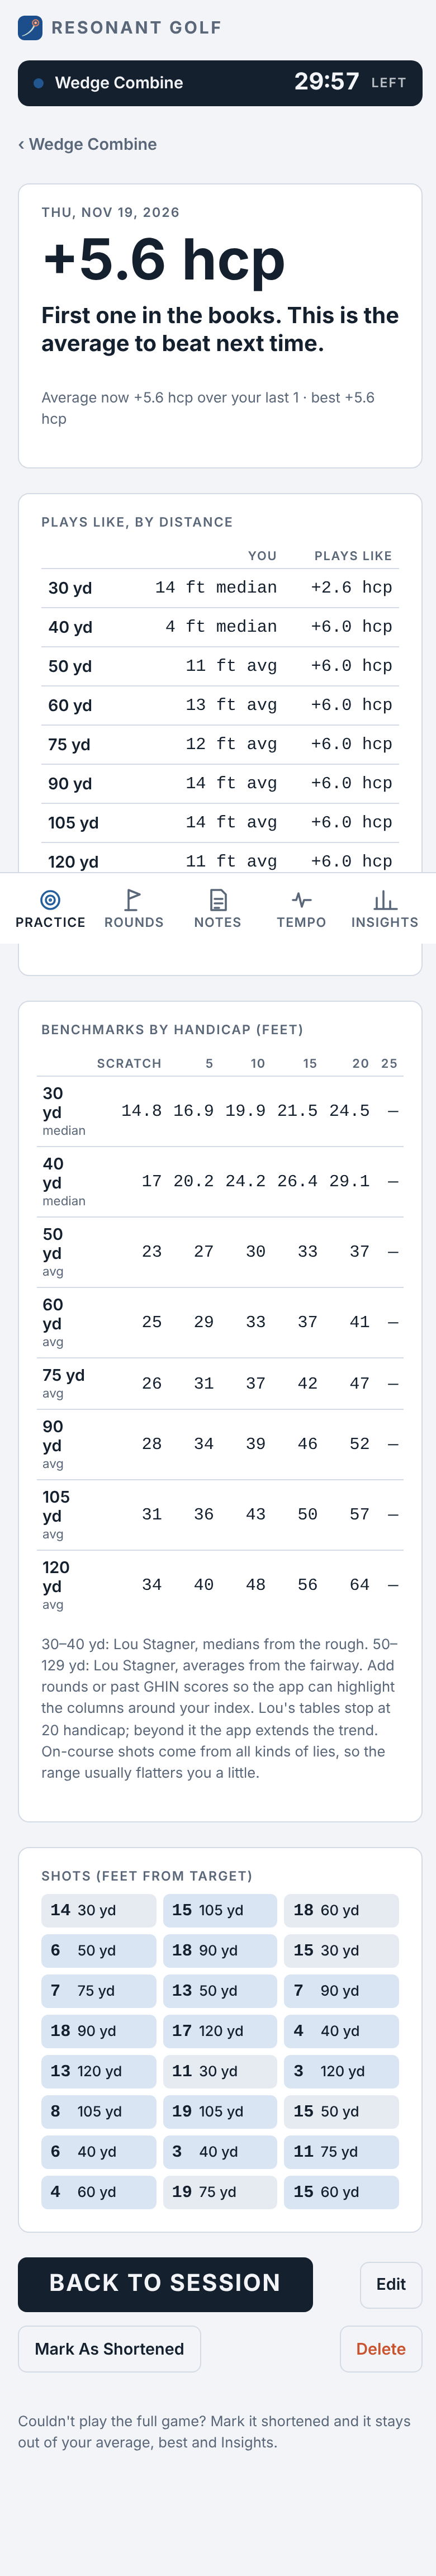 RESONANT GOLF
Wedge Combine 29:57 LEFT
‹ Wedge Combine
THU, NOV 19, 2026
+5.6 hcp
First one in the books. This is the
average to beat next time.
Average now +5.6 hcp over your last 1 · best +5.6
hcp
PLAYS LIKE, BY DISTANCE
YOU PLAYS LIKE
30 yd 14 ft median +2.6 hcp
40 yd 4 ft median +6.0 hcp
50 yd 11 ft avg +6.0 hcp
60 yd 13 ft avg +6.0 hcp
75 yd 12 ft avg +6.0 hcp
90 yd 14 ft avg +6.0 hcp
105 yd 14 ft avg +6.0 hcp
120 yd 11 ft avg +6.0 hcp
PRACTICE ROUNDS NOTES TEMPO INSIGHTS
BENCHMARKS BY HANDICAP (FEET)
SCRATCH 5 10 15 20 25
30
yd 14.8 16.9 19.9 21.5 24.5 —
median
40
yd 17 20.2 24.2 26.4 29.1 —
median
50
yd 23 27 30 33 37 —
avg
60
yd 25 29 33 37 41 —
avg
75 yd 26 31 37 42 47 —
avg
90
yd 28 34 39 46 52 —
avg
105
yd 31 36 43 50 57 —
avg
120
yd 34 40 48 56 64 —
avg
30–40 yd: Lou Stagner, medians from the rough. 50–
129 yd: Lou Stagner, averages from the fairway. Add
rounds or past GHIN scores so the app can highlight
the columns around your index. Lou's tables stop at
20 handicap; beyond it the app extends the trend.
On-course shots come from all kinds of lies, so the
range usually flatters you a little.
SHOTS (FEET FROM TARGET)
14 30 yd 15 105 yd 18 60 yd
6 50 yd 18 90 yd 15 30 yd
7 75 yd 13 50 yd 7 90 yd
18 90 yd 17 120 yd 4 40 yd
13 120 yd 11 30 yd 3 120 yd
8 105 yd 19 105 yd 15 50 yd
6 40 yd 3 40 yd 11 75 yd
4 60 yd 19 75 yd 15 60 yd
BACK TO SESSION Edit
Mark As Shortened Delete
Couldn't play the full game? Mark it shortened and it stays
out of your average, best and Insights.